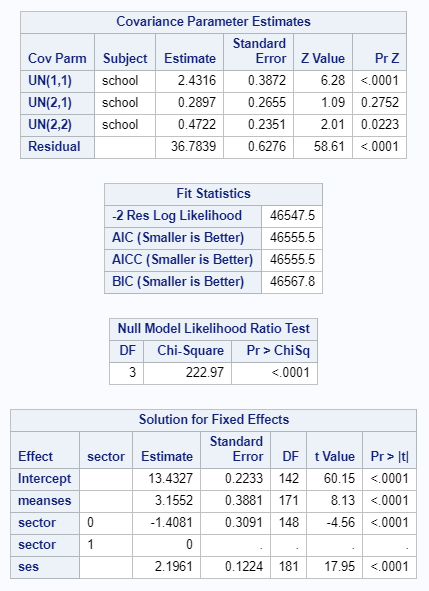 Covariance Parameter Estimates
Cov Parm Subject Estimate Standard Error Z Value Pr Z
UN(1,1) school 2.4316 0.3872 6.28 <.0001
UN(2,1) school 0.2897 0.2655 1.09 0.2752
UN(2,2) school 0.4722 0.2351 2.01 0.0223
Residual 36.7839 0.6276 58.61 <.0001
Fit Statistics
-2 Res Log Likelihood 46547.5
AIC (Smaller is Better) 46555.5
AICC (Smaller is Better) 46555.5
BIC (Smaller is Better) 46567.8
Null Model Likelihood Ratio Test
DF Chi-Square Pr > ChiSq
3 222.97 <.0001
Solution for Fixed Effects
Effect sector Estimate Standard Error DF t Value Pr > |t|
Intercept 13.4327 0.2233 142 60.15 <.0001
meanses 3.1552 0.3881 171 8.13 <.0001
sector 0 -1.4081 0.3091 148 -4.56 <.0001
sector 1 0 . . . .
ses 2.1961 0.1224 181 17.95 <.0001